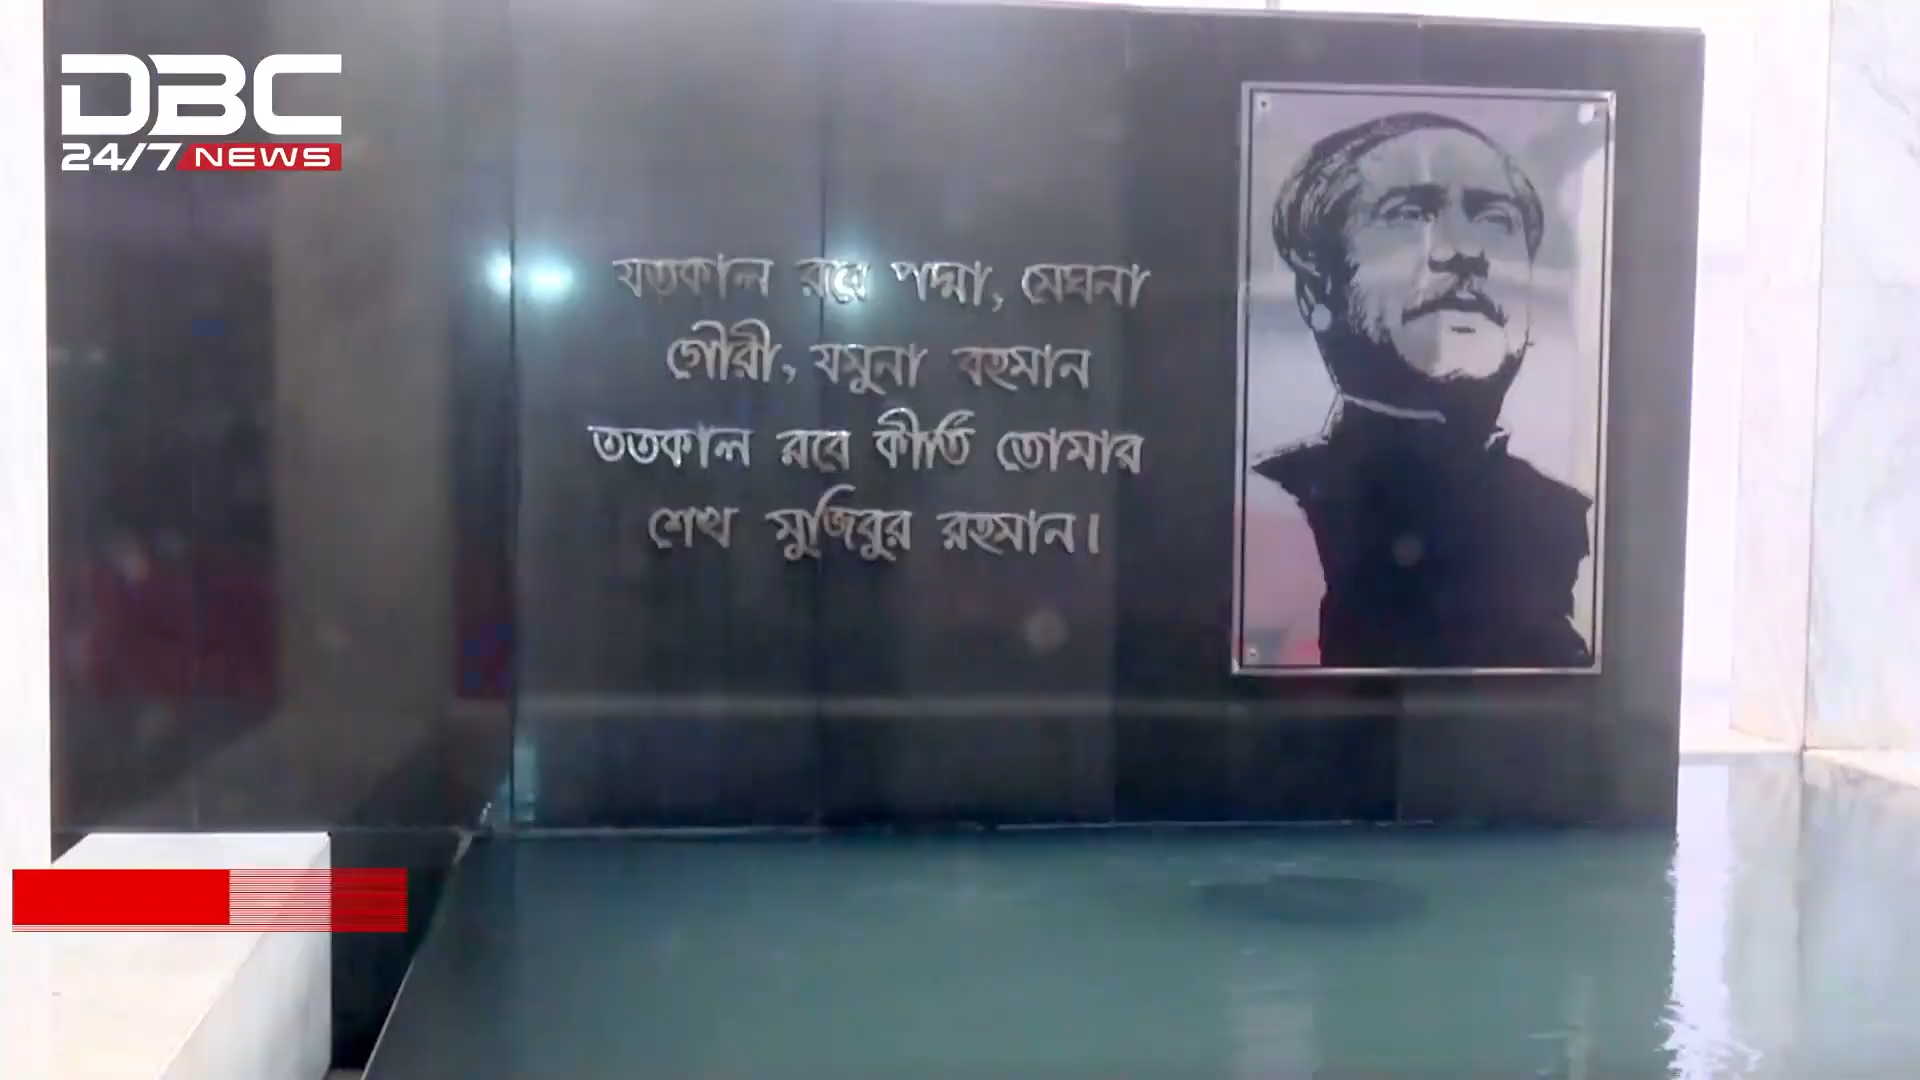 DBC
24/7 NEWS
যতকাল রবে পদ্মা, মেঘনা
গৌরী, যমুনা বহমান
ততকাল রবে কীর্তি তোমার
শেখ মুজিবুর রহমান।